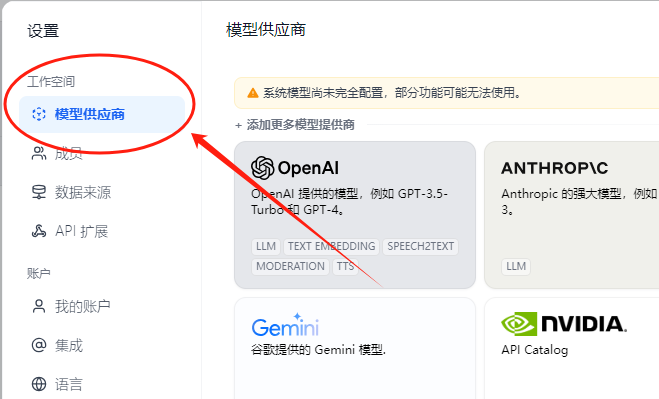 设置
工作空间
模型供应商
成员
数据来源
API 扩展
账户
我的账户
集成
语言
模型供应商
系统模型尚未完全配置，部分功能可能无法使用。
+ 添加更多模型提供商
OpenAI
OpenAI 提供的模型，例如 GPT-3.5-
Turbo 和 GPT-4。
LLM TEXT EMBEDDING SPEECH2TEXT
MODERATION TTS
ANTHROP\C
Anthropic 的强大模型，例如
3。
LLM
Gemini
谷歌提供的 Gemini 模型.
NVIDIA.
API Catalog